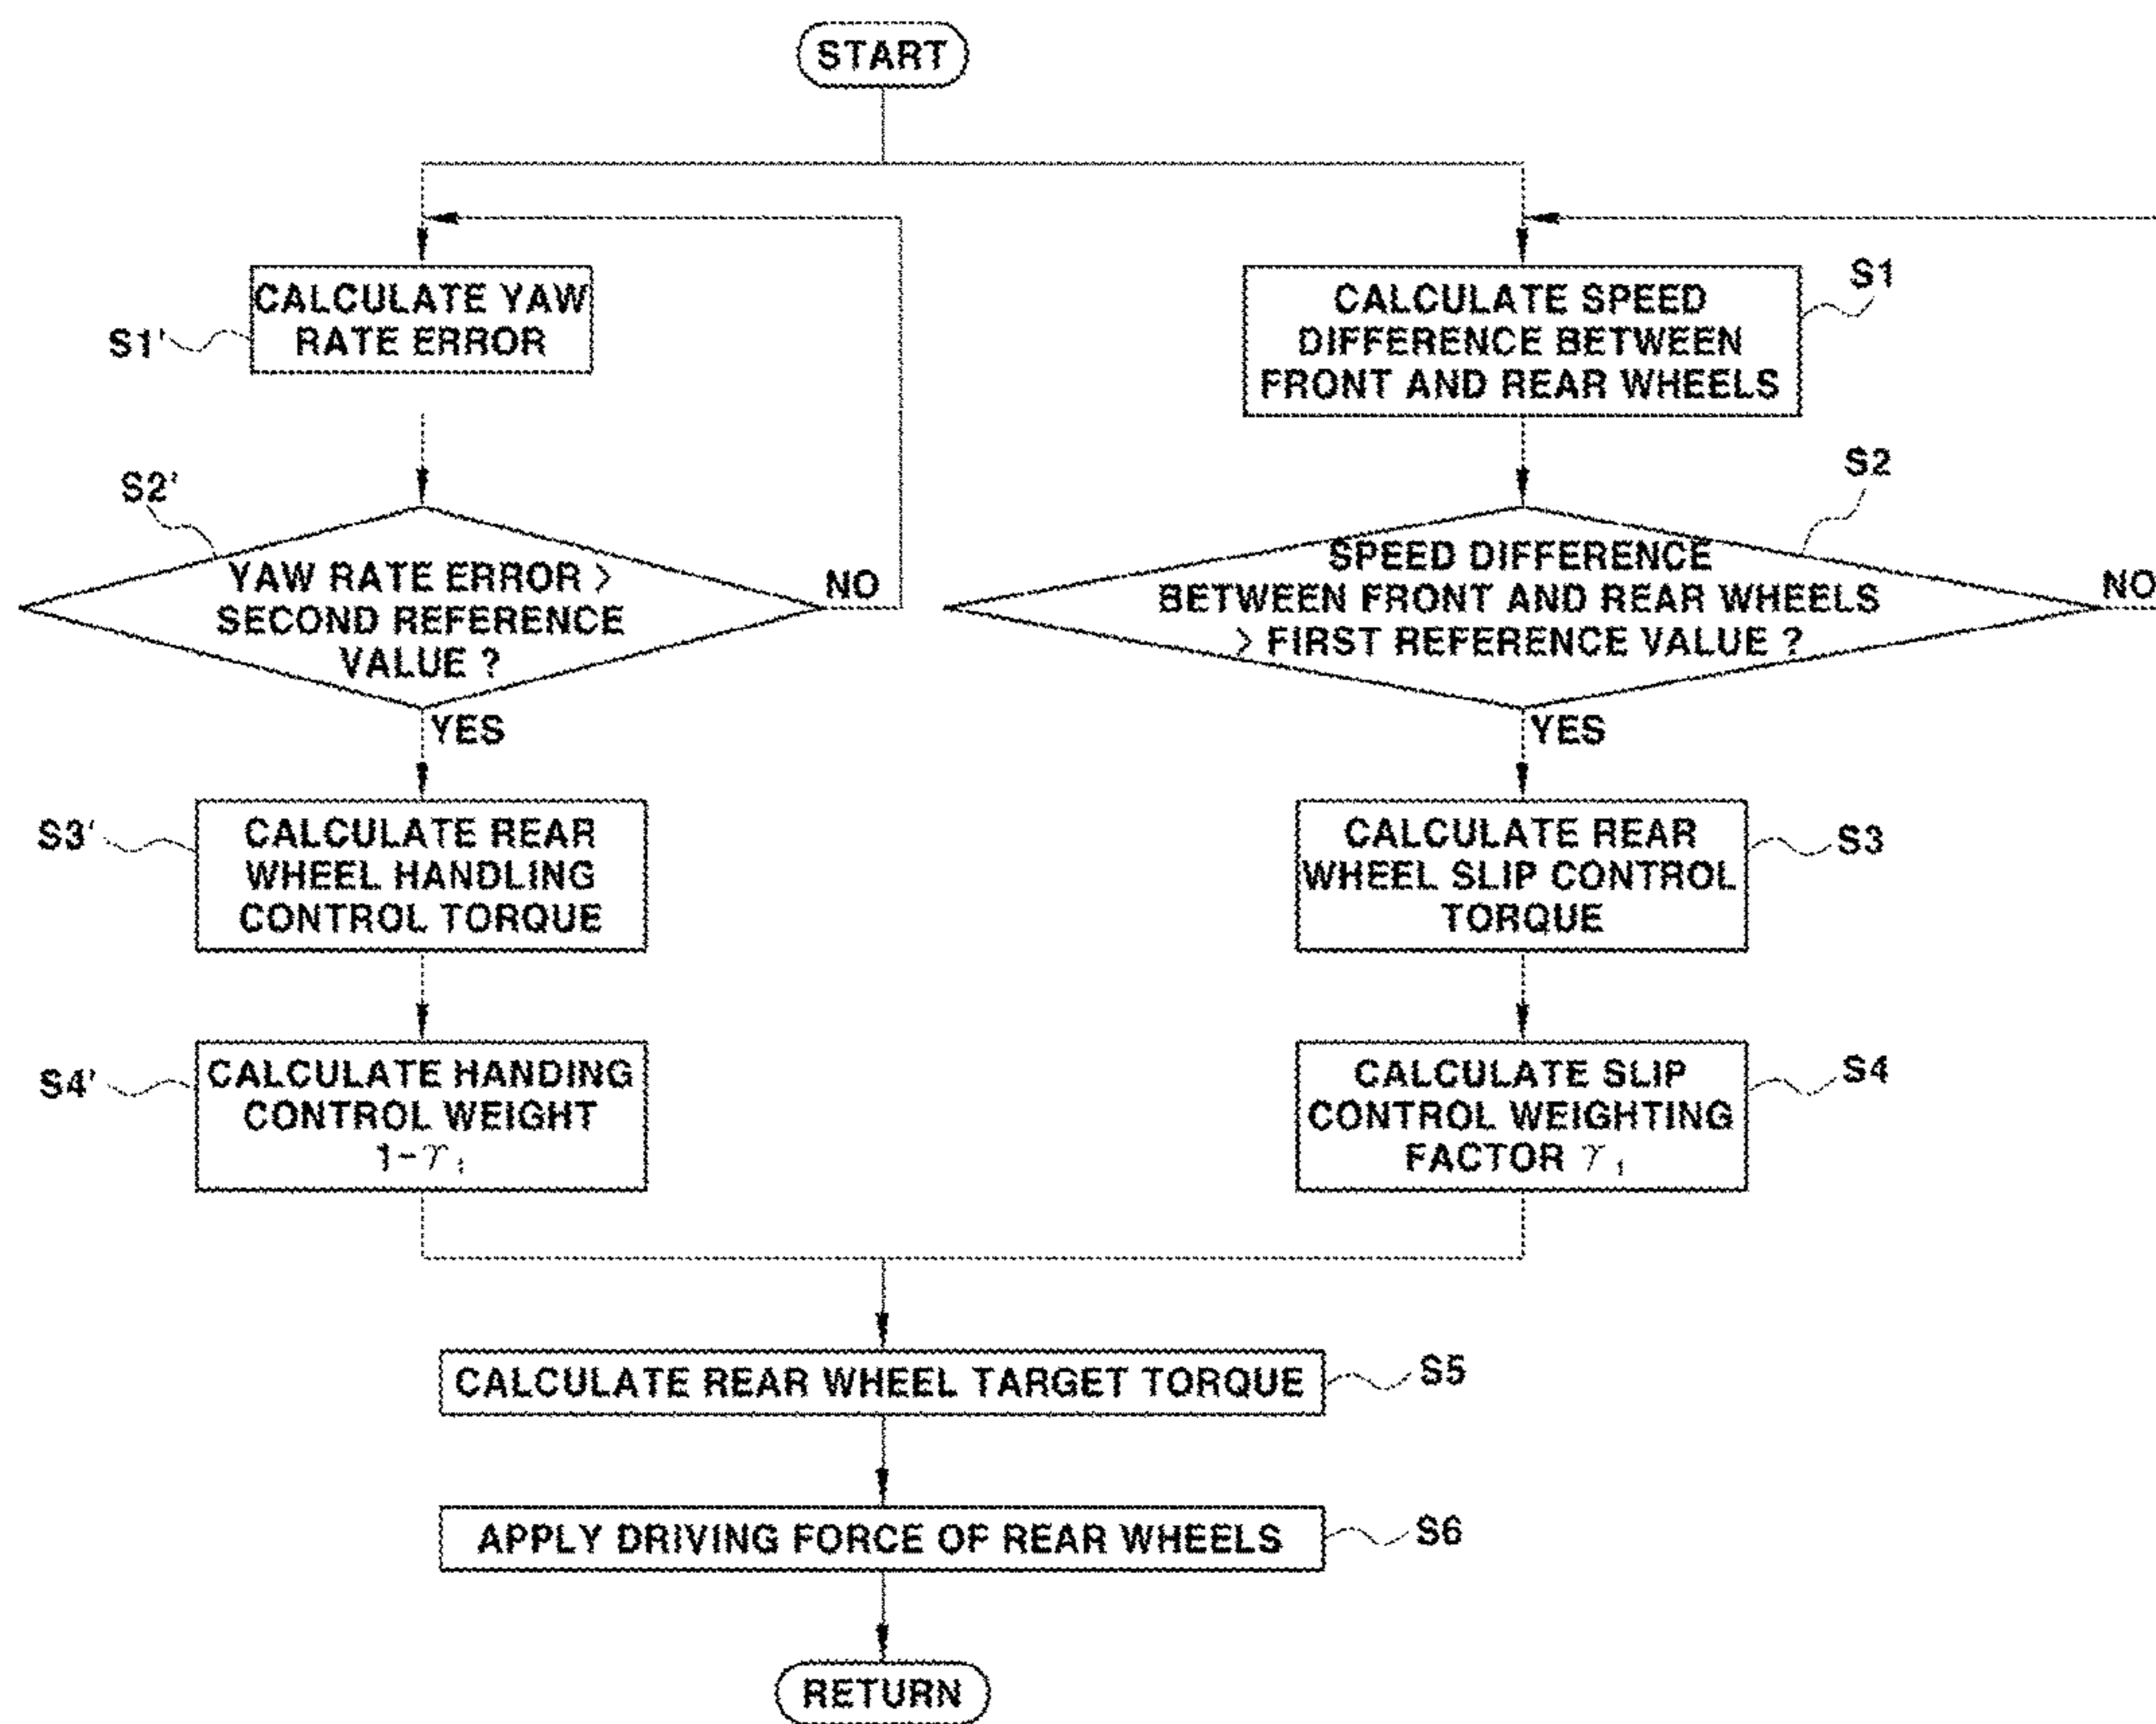 START
CALCULATE YAW
RATE ERROR
S1'
CALCULATE SPEED
DIFFERENCE BETWEEN
FRONT AND REAR WHEELS
S1
S2'
YAW RATE ERROR >
SECOND REFERENCE
VALUE ?
NO
YES
S2
SPEED DIFFERENCE
BETWEEN FRONT AND REAR WHEELS
> FIRST REFERENCE VALUE ?
NO
YES
S3'
CALCULATE REAR
WHEEL HANDLING
CONTROL TORQUE
CALCULATE REAR
WHEEL SLIP CONTROL
TORQUE
S3
S4'
CALCULATE HANDING
CONTROL WEIGHT
1-γ₁
CALCULATE SLIP
CONTROL WEIGHTING
FACTOR γ₁
S4
CALCULATE REAR WHEEL TARGET TORQUE
S5
APPLY DRIVING FORCE OF REAR WHEELS
S6
RETURN